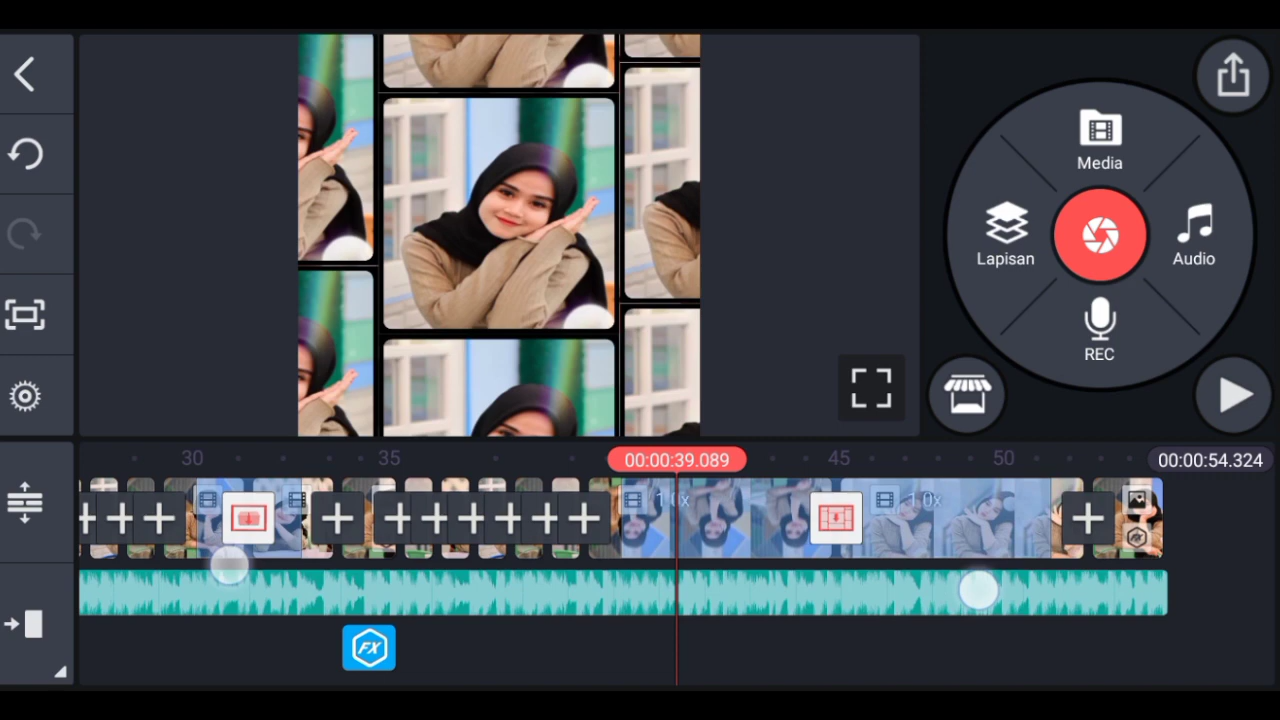 Media
Lapisan
Audio
REC
30
35
00:00:39.089
45
50
00:00:54.324
1.0x
1.0x
FX